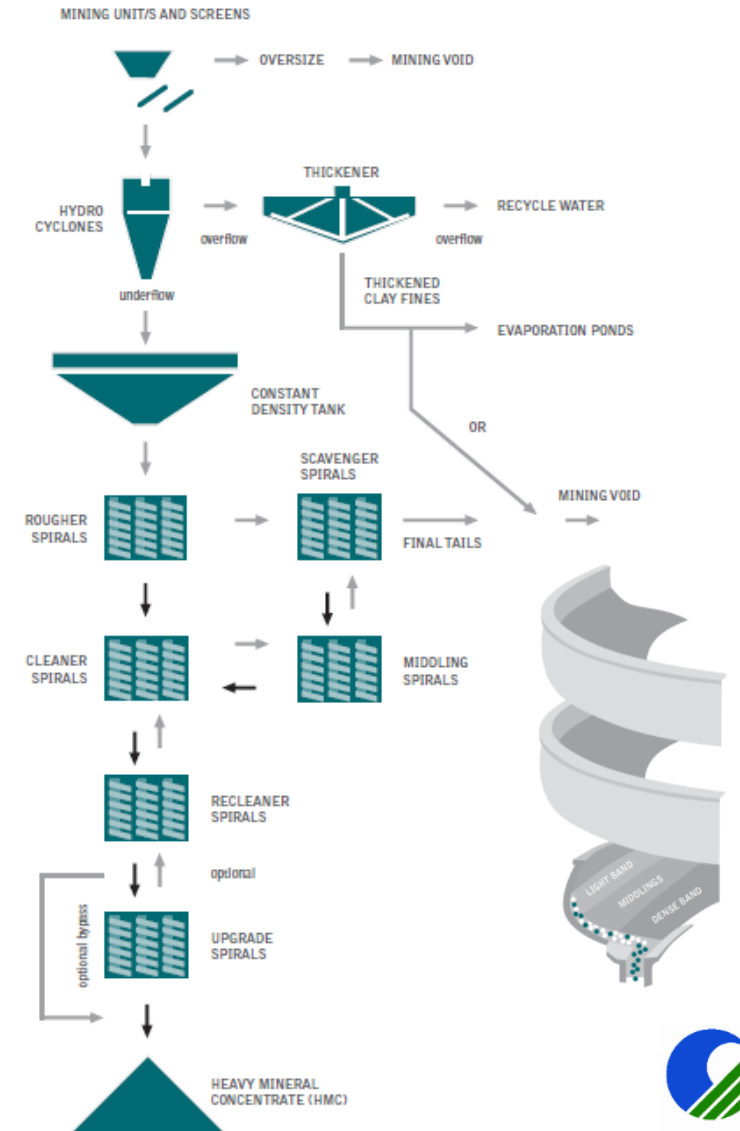 MINING UNIT/S AND SCREENS
OVERSIZE
MINING VOID
THICKENER
HYDRO
CYCLONES
overflow
overflow
RECYCLE WATER
underflow
THICKENED
CLAY FINES
EVAPORATION PONDS
CONSTANT
DENSITY TANK
OR
SCAVENGER
SPIRALS
MINING VOID
ROUGHER
SPIRALS
FINAL TAILS
CLEANER
SPIRALS
MIDDLING
SPIRALS
RECLEANER
SPIRALS
optional
optional bypass
UPGRADE
SPIRALS
LIGHT BAND
MIDDLINGS
DENSE BAND
HEAVY MINERAL
CONCENTRATE (HMC)